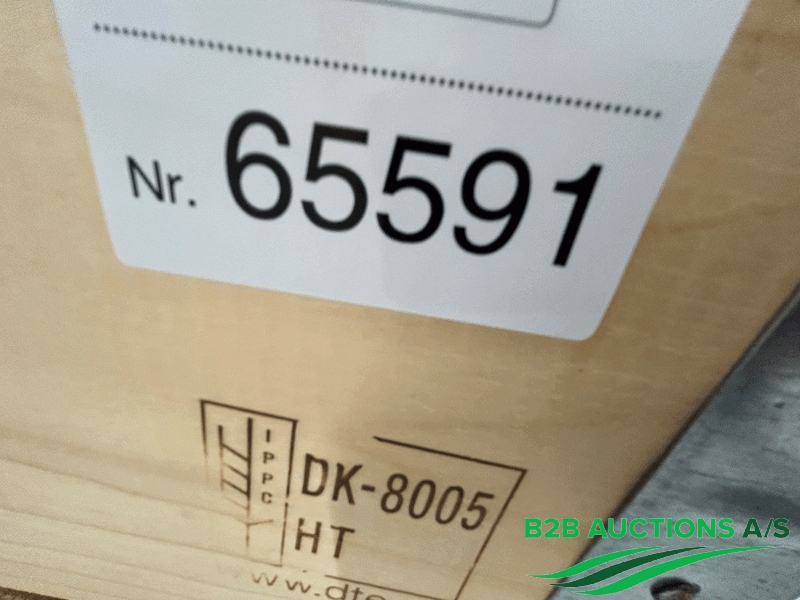 Nr. 65591
IPPC
DK-8005
HT
B2B AUCTIONS A/S